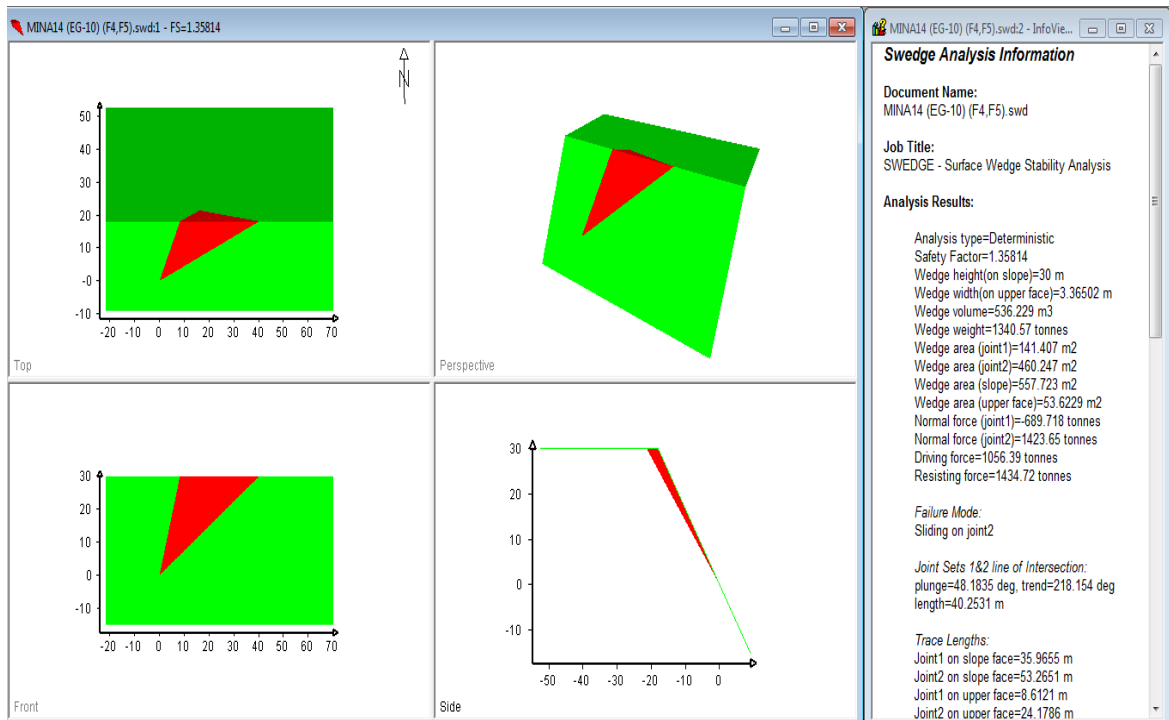 MINA14 (EG-10) (F4,F5).swd:1 - FS=1.35814
N
50
40
30
20
10
-0
-10
-20 -10 0 10 20 30 40 50 60 70
Top
Perspective
30
20
10
0
-10
-20 -10 0 10 20 30 40 50 60 70
Front
30
20
10
0
-10
-50 -40 -30 -20 -10 0
Side
MINA14 (EG-10) (F4,F5).swd:2 - InfoVie...
Swedge Analysis Information
Document Name:
MINA14 (EG-10) (F4,F5).swd
Job Title:
SWEDGE - Surface Wedge Stability Analysis
Analysis Results:
Analysis type=Deterministic
Safety Factor=1.35814
Wedge height(on slope)=30 m
Wedge width(on upper face)=3.36502 m
Wedge volume=536.229 m3
Wedge weight=1340.57 tonnes
Wedge area (joint1)=141.407 m2
Wedge area (joint2)=460.247 m2
Wedge area (slope)=557.723 m2
Wedge area (upper face)=53.6229 m2
Normal force (joint1)=-689.718 tonnes
Normal force (joint2)=1423.65 tonnes
Driving force=1056.39 tonnes
Resisting force=1434.72 tonnes
Failure Mode:
Sliding on joint2
Joint Sets 1&2 line of Intersection:
plunge=48.1835 deg, trend=218.154 deg
length=40.2531 m
Trace Lengths:
Joint1 on slope face=35.9655 m
Joint2 on slope face=53.2651 m
Joint1 on upper face=8.6121 m
Joint2 on upper face=24.1786 m